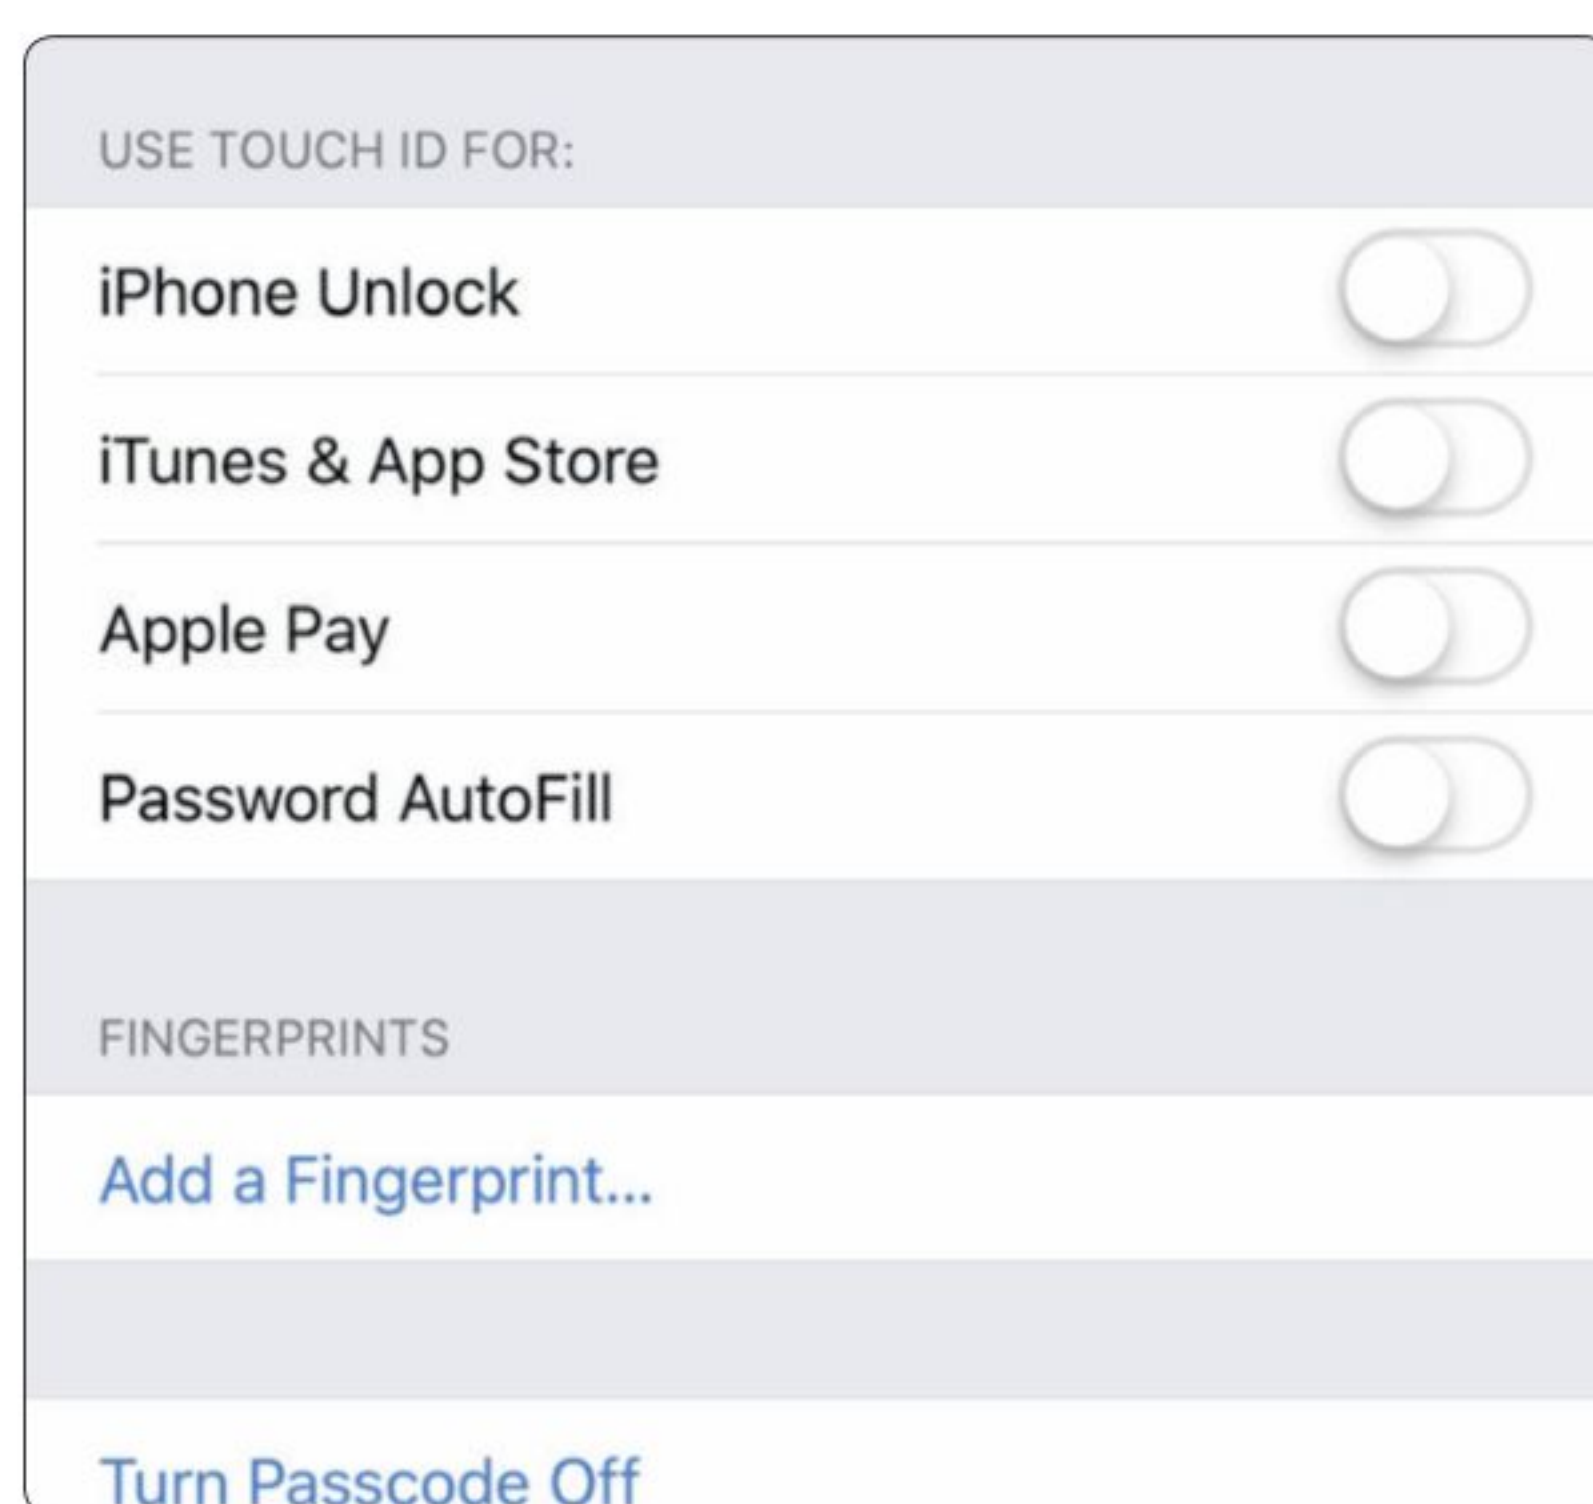 USE TOUCH ID FOR:
iPhone Unlock
iTunes & App Store
Apple Pay
Password AutoFill
FINGERPRINTS
Add a Fingerprint...
Turn Passcode Off